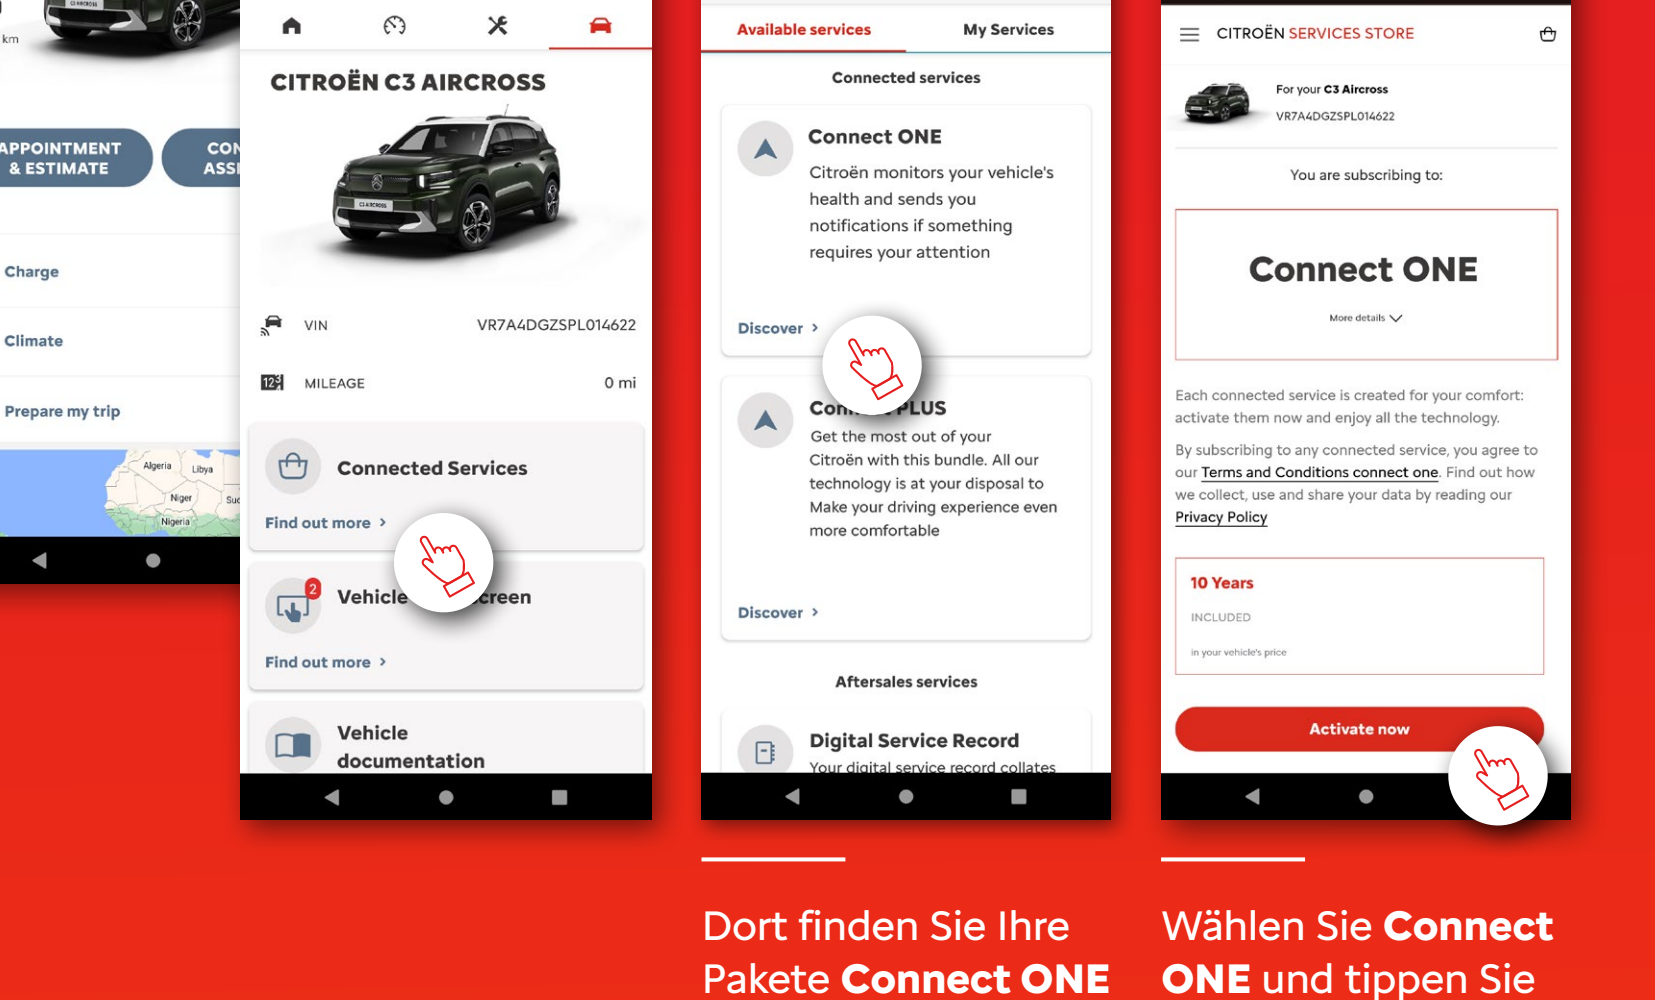 km
APPOINTMENT
& ESTIMATE
CON
ASSI
Charge
Climate
Prepare my trip
Algeria
Libya
Niger
Nigeria
CITROËN C3 AIRCROSS
C3 AIRCROSS
VIN
VR7A4DGZSPL014622
MILEAGE
0 mi
Connected Services
Find out more >
2
Vehicle
creen
Find out more >
Vehicle
documentation
Available services
My Services
Connected services
Connect ONE
Citroën monitors your vehicle's
health and sends you
notifications if something
requires your attention
Discover >
PLUS
Get the most out of your
Citroën with this bundle. All our
technology is at your disposal to
Make your driving experience even
more comfortable
Discover >
Aftersales services
Digital Service Record
Your digital service record collates
CITROËN SERVICES STORE
For your C3 Aircross
VR7A4DGZSPL014622
You are subscribing to:
Connect ONE
More details
Each connected service is created for your comfort:
activate them now and enjoy all the technology.
By subscribing to any connected service, you agree to
our Terms and Conditions connect one. Find out how
we collect, use and share your data by reading our
Privacy Policy
10 Years
INCLUDED
in your vehicle's price
Activate now
Dort finden Sie Ihre
Pakete Connect ONE
Wählen Sie Connect
ONE und tippen Sie